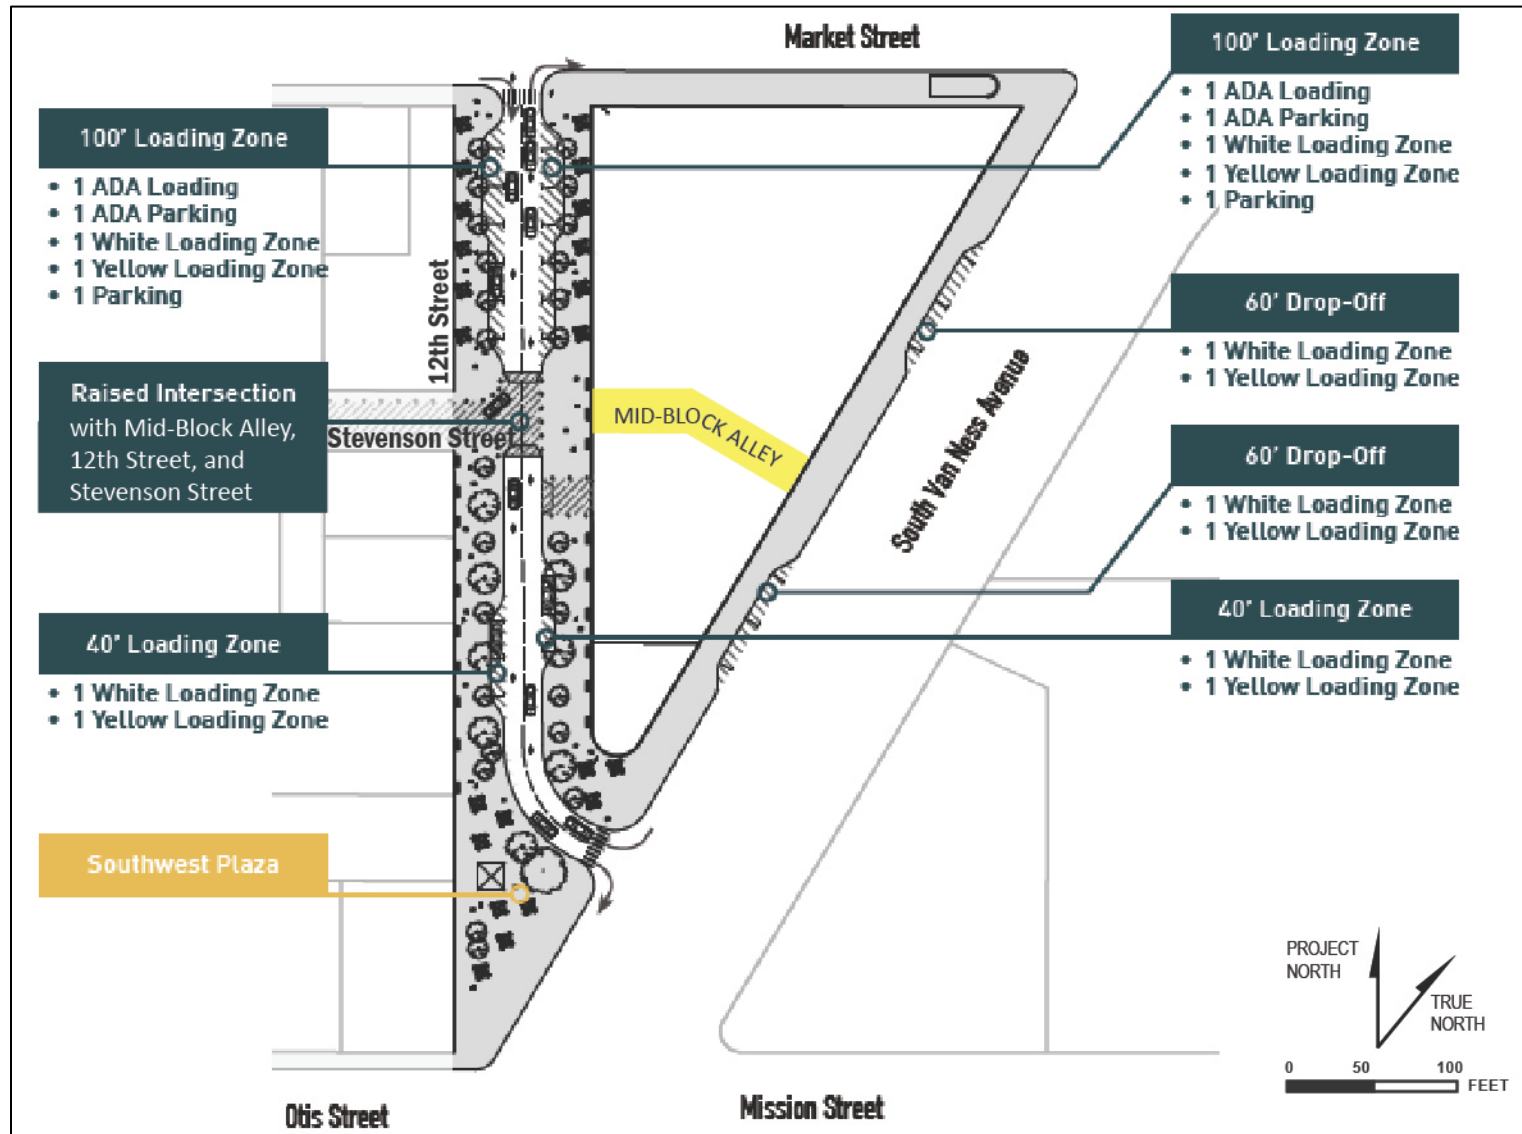 Market Street
100' Loading Zone
• 1 ADA Loading
• 1 ADA Parking
• 1 White Loading Zone
• 1 Yellow Loading Zone
• 1 Parking
12th Street
Raised Intersection
with Mid-Block Alley,
12th Street, and
Stevenson Street
Stevenson Street
MID-BLOCK ALLEY
40' Loading Zone
• 1 White Loading Zone
• 1 Yellow Loading Zone
Southwest Plaza
100' Loading Zone
• 1 ADA Loading
• 1 ADA Parking
• 1 White Loading Zone
• 1 Yellow Loading Zone
• 1 Parking
60' Drop-Off
• 1 White Loading Zone
• 1 Yellow Loading Zone
South Van Ness Avenue
60' Drop-Off
• 1 White Loading Zone
• 1 Yellow Loading Zone
40' Loading Zone
• 1 White Loading Zone
• 1 Yellow Loading Zone
PROJECT
NORTH
TRUE
NORTH
0 50 100
FEET
Otis Street
Mission Street